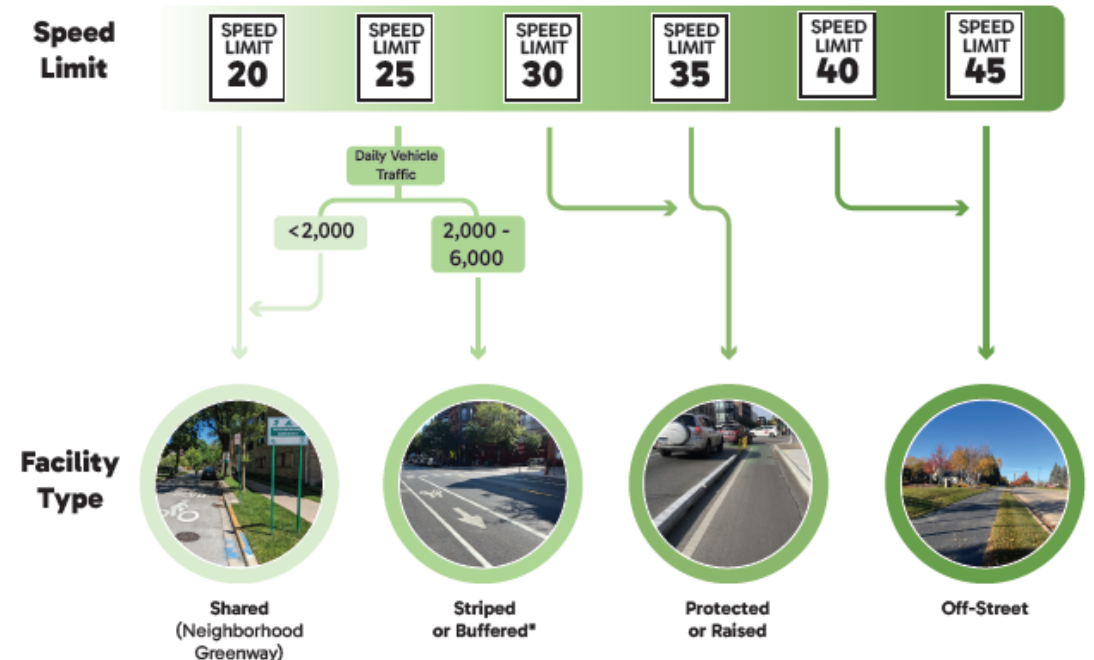 Speed
Limit
SPEED
LIMIT
20
SPEED
LIMIT
25
SPEED
LIMIT
30
SPEED
LIMIT
35
SPEED
LIMIT
40
SPEED
LIMIT
45
Daily Vehicle
Traffic
<2,000
2,000 -
6,000
Facility
Type
Shared
(Neighborhood
Greenway)
Striped
or Buffered*
Protected
or Raised
Off-Street